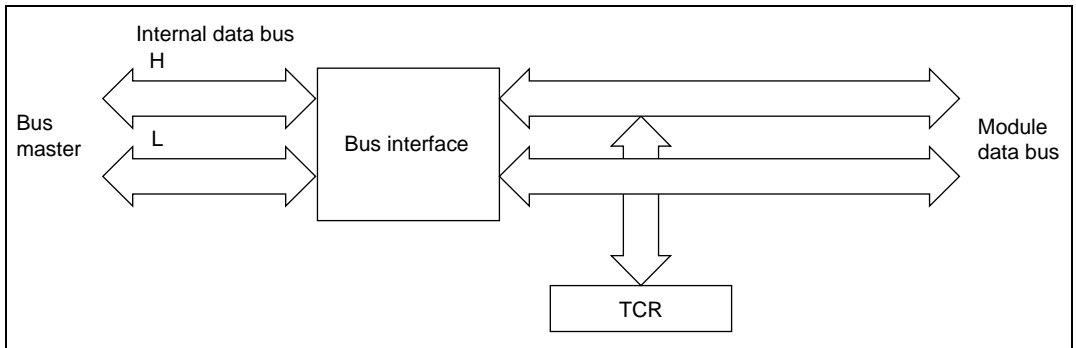 Internal data bus
H
Bus
master
L
Bus interface
Module
data bus
TCR